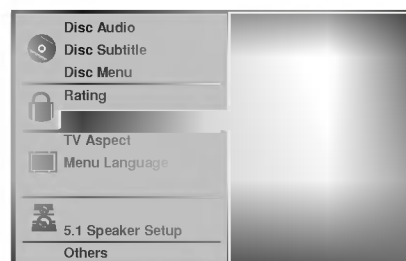 Disc Audio
Disc Subtitle
Disc Menu
Rating
TV Aspect
Menu Language
5.1 Speaker Setup
Others